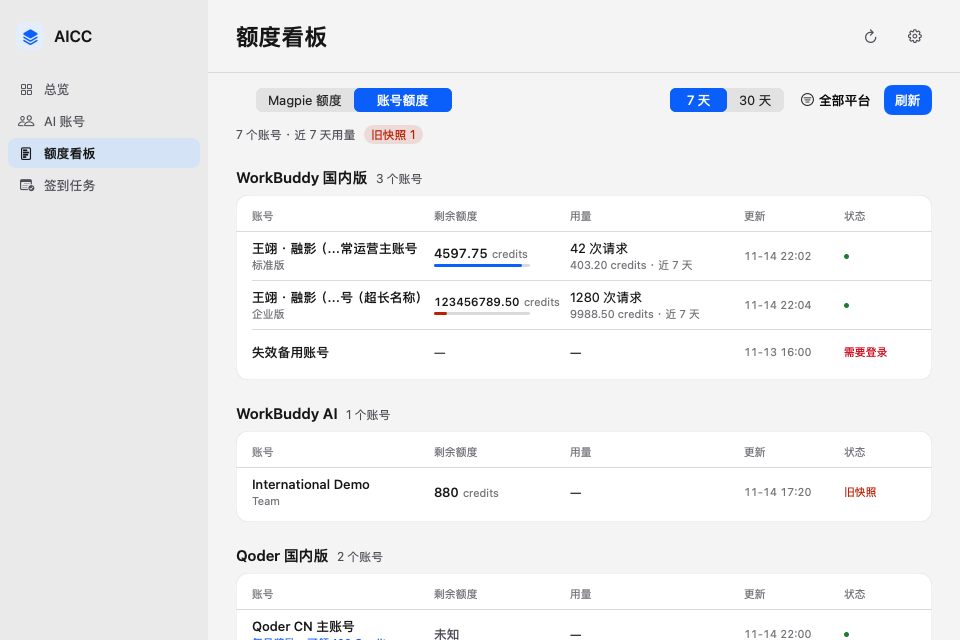 AICC
额度看板
总览
AI 账号
额度看板
签到任务
Magpie 额度 账号额度 7 天 30 天 全部平台 刷新
7 个账号 · 近 7 天用量 旧快照 1
WorkBuddy 国内版 3 个账号
账号 剩余额度 用量 更新 状态
王翊 · 融影（...常运营主账号 4597.75 credits 42 次请求 11-14 22:02
标准版 403.20 credits · 近 7 天
王翊 · 融影（...号（超长名称） 123456789.50 credits 1280 次请求 11-14 22:04
企业版 9988.50 credits · 近 7 天
失效备用账号 — — 11-13 16:00 需要登录
WorkBuddy AI 1 个账号
账号 剩余额度 用量 更新 状态
International Demo 880 credits — 11-14 17:20 旧快照
Team
Qoder 国内版 2 个账号
账号 剩余额度 用量 更新 状态
Qoder CN 主账号 未知 — 11-14 22:00